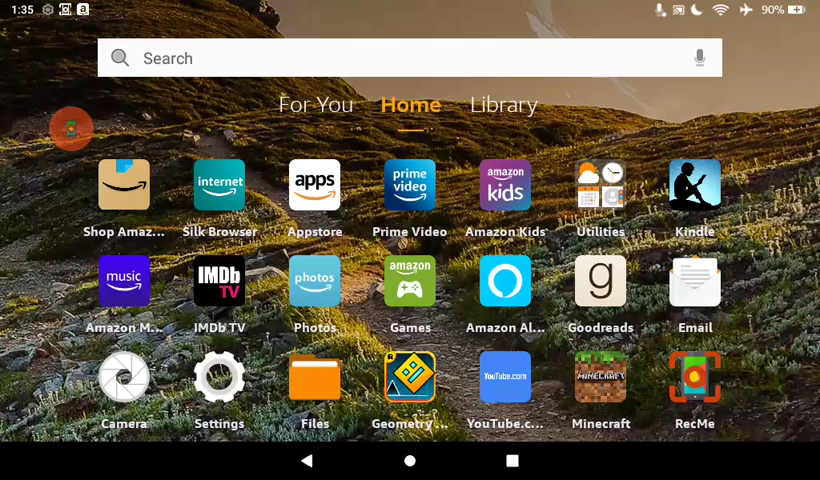 1:35 90%
Search
For You Home Library
internet
apps
prime video
amazon kids
Shop Amaz... Silk Browser Appstore Prime Video Amazon Kids Utilities Kindle
music
IMDb TV
photos
amazon
g
Amazon M... IMDb TV Photos Games Amazon Al... Goodreads Email
YouTube.com
MINECRAFT
Camera Settings Files Geometry ... YouTube.c... Minecraft RecMe